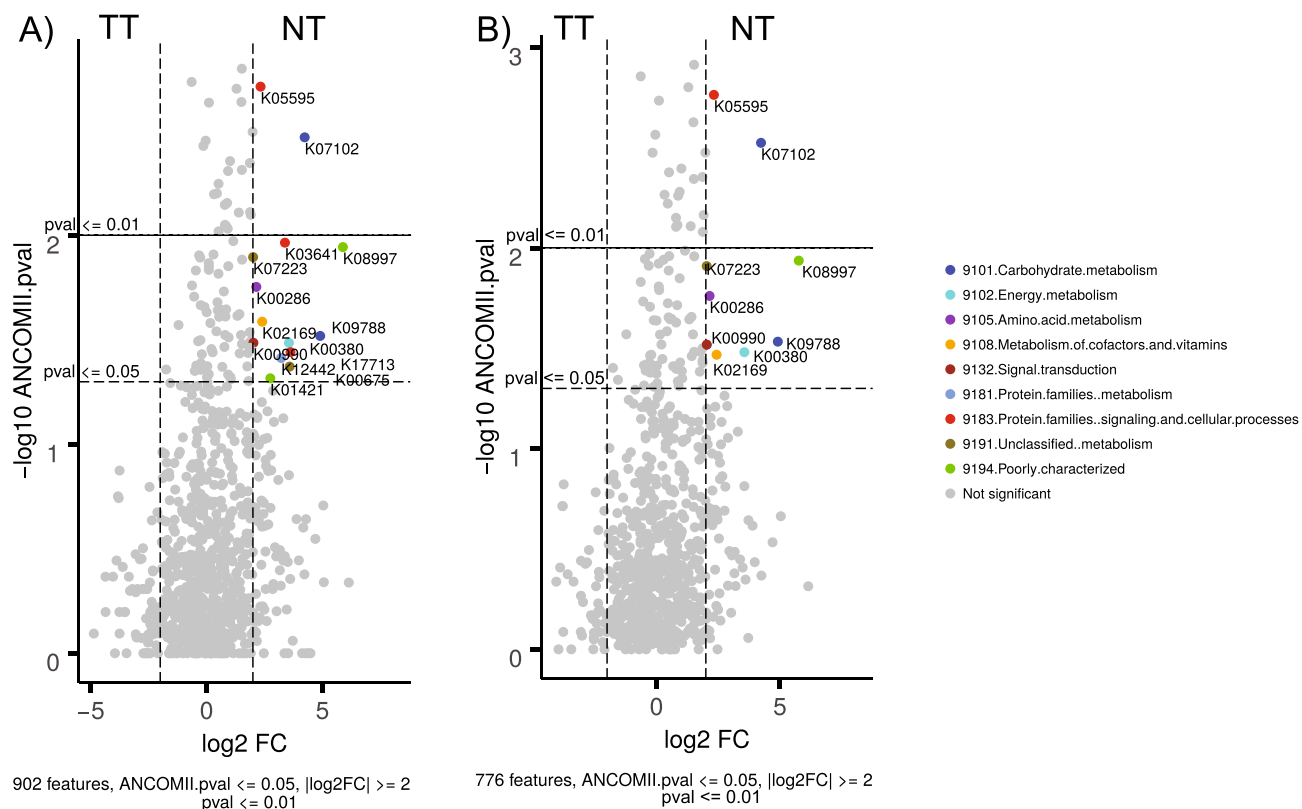 A) TT NT
K05595
K07102
pval <= 0.01
2
K03641
K08997
K07223
K00286
K02169
K09788
K00990
K00380
K12442
K17713
pval <= 0.05
K00675
K01421
1
0
−5 0 5
−log10 ANCOMII.pval
log2 FC
902 features, ANCOMII.pval <= 0.05, |log2FC| >= 2
pval <= 0.01
B) TT NT
3
K05595
K07102
pval <= 0.01
2
K07223
K08997
K00286
K00990
K09788
K00380
K02169
pval <= 0.05
1
0
0 5
−log10 ANCOMII.pval
log2 FC
776 features, ANCOMII.pval <= 0.05, |log2FC| >= 2
pval <= 0.01
9101.Carbohydrate.metabolism
9102.Energy.metabolism
9105.Amino.acid.metabolism
9108.Metabolism.of.cofactors.and.vitamins
9132.Signal.transduction
9181.Protein.families..metabolism
9183.Protein.families..signaling.and.cellular.processes
9191.Unclassified..metabolism
9194.Poorly.characterized
Not significant